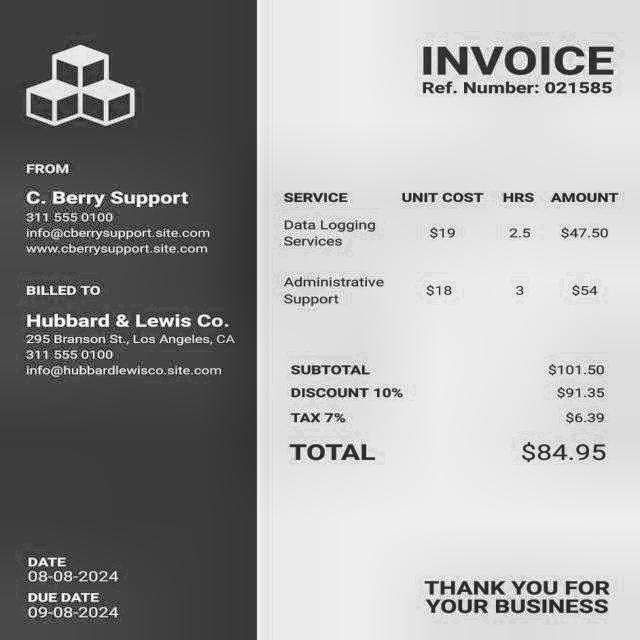 INVOICE
Ref. Number: 021585
FROM
C. Berry Support
311 555 0100
info@cberrysupport.site.com
www.cberrysupport.site.com
BILLED TO
Hubbard & Lewis Co.
295 Branson St., Los Angeles, CA
311 555 0100
info@hubbardlewisco.site.com
SERVICE UNIT COST HRS AMOUNT
Data Logging
Services $19 2.5 $47.50
Administrative
Support $18 3 $54
SUBTOTAL $101.50
DISCOUNT 10% $91.35
TAX 7% $6.39
TOTAL $84.95
DATE
08-08-2024
DUE DATE
09-08-2024
THANK YOU FOR
YOUR BUSINESS